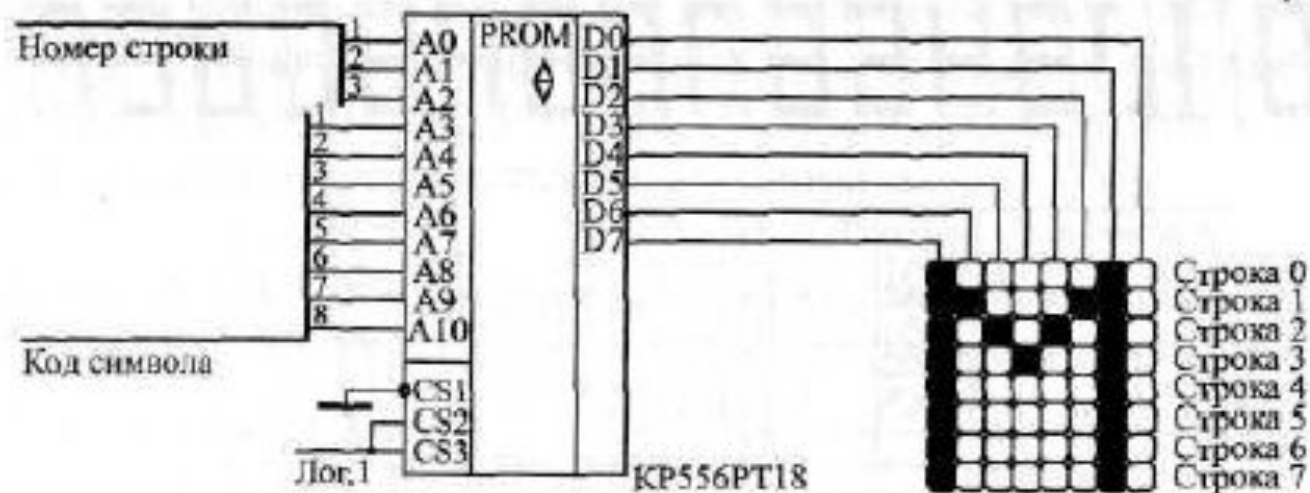 Номер строки
1
2
3
A0
A1
A2
1
2
3
4
5
6
7
8
A3
A4
A5
A6
A7
A8
A9
A10
Код символа
CS1
CS2
CS3
Лог.1
PROM
D0
D1
D2
D3
D4
D5
D6
D7
КР556РТ18
Строка 0
Строка 1
Строка 2
Строка 3
Строка 4
Строка 5
Строка 6
Строка 7